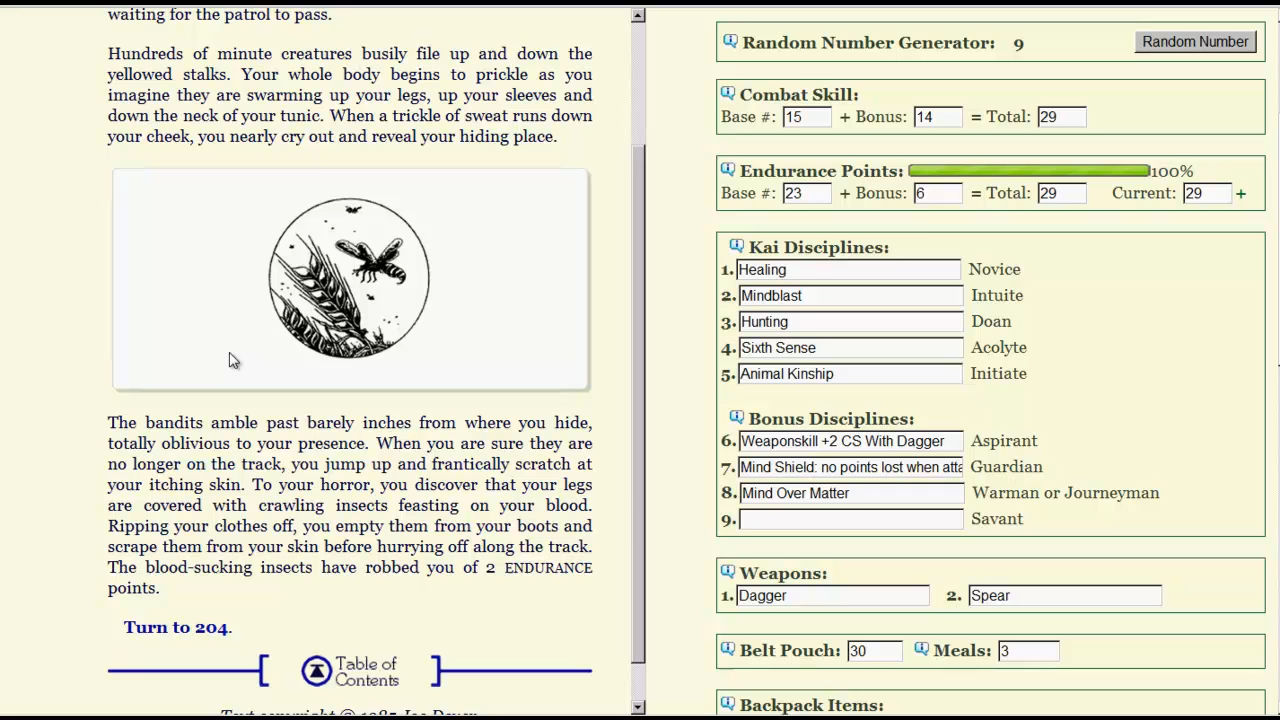 waiting for the patrol to pass.
Hundreds of minute creatures busily file up and down the
yellowed stalks. Your whole body begins to prickle as you
imagine they are swarming up your legs, up your sleeves and
down the neck of your tunic. When a trickle of sweat runs down
your cheek, you nearly cry out and reveal your hiding place.
The bandits amble past barely inches from where you hide,
totally oblivious to your presence. When you are sure they are
no longer on the track, you jump up and frantically scratch at
your itching skin. To your horror, you discover that your legs
are covered with crawling insects feasting on your blood.
Ripping your clothes off, you empty them from your boots and
scrape them from your skin before hurrying off along the track.
The blood-sucking insects have robbed you of 2 ENDURANCE
points.
Turn to 204.
Table of
Contents
Random Number Generator: 9 Random Number
Combat Skill:
Base #: 15 + Bonus: 14 = Total: 29
Endurance Points: 100%
Base #: 23 + Bonus: 6 = Total: 29 Current: 29 +
Kai Disciplines:
1. Healing Novice
2. Mindblast Intuite
3. Hunting Doan
4. Sixth Sense Acolyte
5. Animal Kinship Initiate
Bonus Disciplines:
6. Weaponskill +2 CS With Dagger Aspirant
7. Mind Shield: no points lost when atta Guardian
8. Mind Over Matter Warman or Journeyman
9. Savant
Weapons:
1. Dagger 2. Spear
Belt Pouch: 30 Meals: 3
Backpack Items: